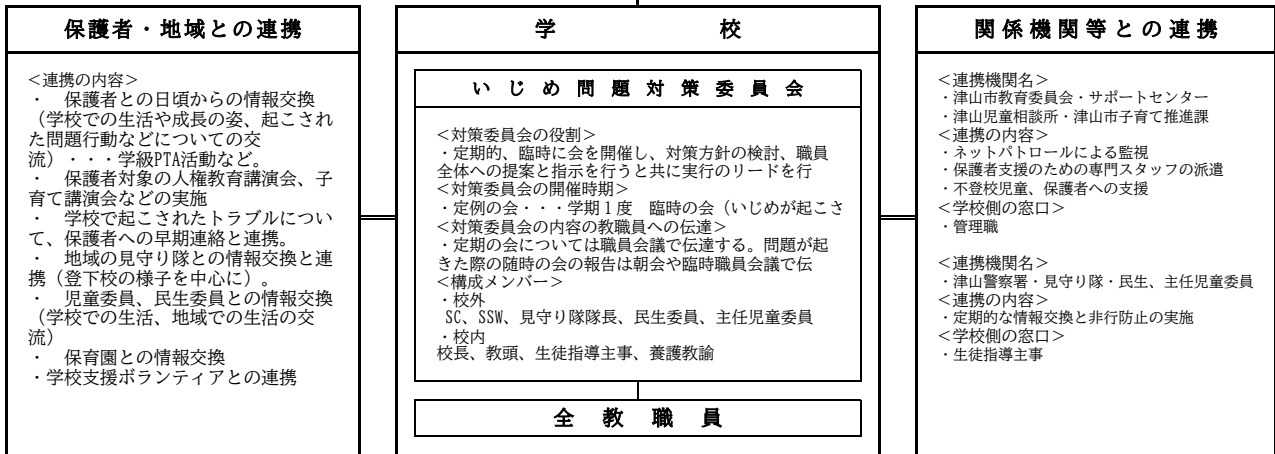 保護者・地域との連携
＜連携の内容＞
・　保護者との日頃からの情報交換
（学校での生活や成長の姿、起こされ
た問題行動などについての交
流）・・・学級PTA活動など。
・　保護者対象の人権教育講演会、子
育て講演会などの実施
・　学校で起こされたトラブルについ
て、保護者への早期連絡と連携。
・　地域の見守り隊との情報交換と連
携（登下校の様子を中心に）。
・　児童委員、民生委員との情報交換
（学校での生活、地域での生活の交
流）
・　保育園との情報交換
・学校支援ボランティアとの連携
学校
いじめ問題対策委員会
＜対策委員会の役割＞
・定期的、臨時に会を開催し、対策方針の検討、職員
全体への提案と指示を行うと共に実行のリードを行
＜対策委員会の開催時期＞
・定例の会・・・学期１度　臨時の会（いじめが起こさ
＜対策委員会の内容の教職員への伝達＞
・定期の会については職員会議で伝達する。問題が起
きた際の随時の会の報告は朝会や臨時職員会議で伝
＜構成メンバー＞
・校外
SC、SSW、見守り隊隊長、民生委員、主任児童委員
・校内
校長、教頭、生徒指導主事、養護教諭
全教職員
関係機関等との連携
＜連携機関名＞
・津山市教育委員会・サポートセンター
・津山児童相談所・津山市子育て推進課
＜連携の内容＞
・ネットパトロールによる監視
・保護者支援のための専門スタッフの派遣
・不登校児童、保護者への支援
＜学校側の窓口＞
・管理職
＜連携機関名＞
・津山警察署・見守り隊・民生、主任児童委員
＜連携の内容＞
・定期的な情報交換と非行防止の実施
＜学校側の窓口＞
・生徒指導主事